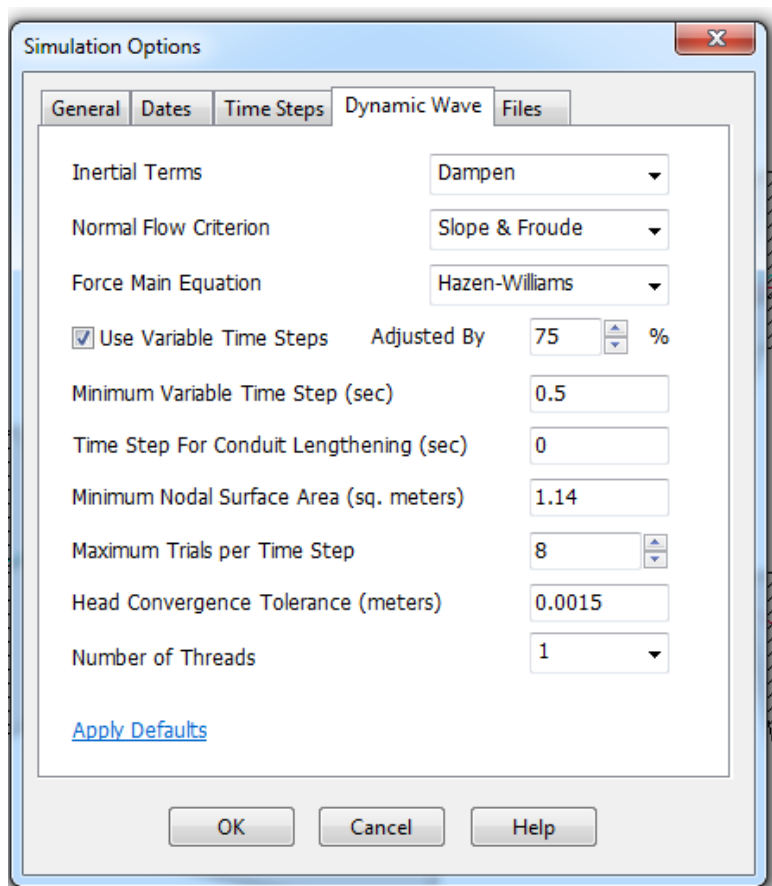 Simulation Options
General Dates Time Steps Dynamic Wave Files
Inertial Terms Dampen
Normal Flow Criterion Slope & Froude
Force Main Equation Hazen-Williams
Use Variable Time Steps Adjusted By 75 %
Minimum Variable Time Step (sec) 0.5
Time Step For Conduit Lengthening (sec) 0
Minimum Nodal Surface Area (sq. meters) 1.14
Maximum Trials per Time Step 8
Head Convergence Tolerance (meters) 0.0015
Number of Threads 1
Apply Defaults
OK Cancel Help